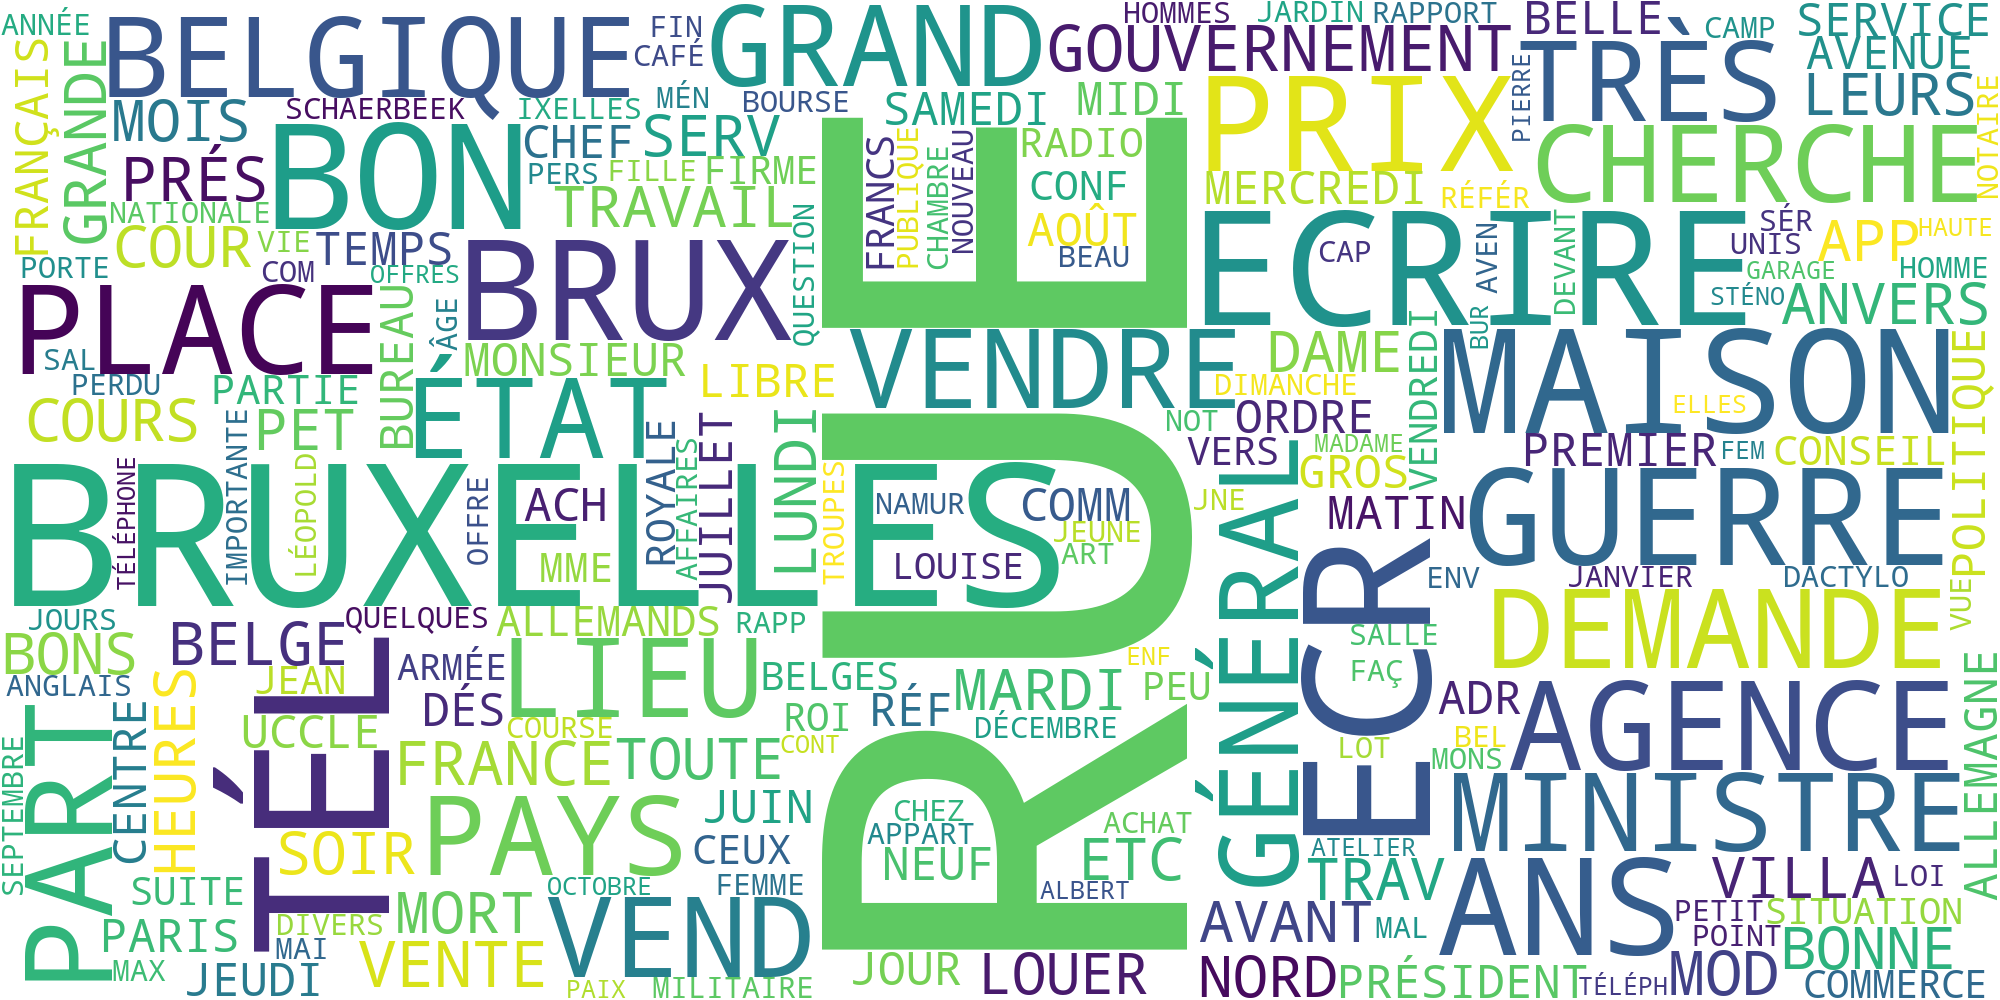 ANNÉE
BELGIQUE
FIN
CAFÉ
GRAND
HOMMES
JARDIN
RAPPORT
GOUVERNEMENT
BELLE
CAMP
SERVICE
AVENUE
FRANÇAIS
GRANDE
MOIS
SCHAERBEEK
IXELLES
MÉN
BOURSE
SAMEDI
MIDI
PRIX
PIERRE
TRÈS
LEURS
NOTAIRE
PRÉS
BON
CHEF
SERV
PERS
FILLE
FIRME
TRAVAIL
FRANCS
PUBLIQUE
CHAMBRE
NOUVEAU
RADIO
CONF
AOÛT
BEAU
MERCREDI
RÉFÉR
CHERCHE
NATIONALE
COUR
VIE
TEMPS
COM
OFFRES
PORTE
BRUX
QUESTION
RUE
ECRIRE
CAP
AVEN
DEVANT
SÉR
UNIS
APP
HAUTE
GARAGE
HOMME
STÉNO
ANVERS
PLACE
SAL
PERDU
BUREAU
ÂGE
MONSIEUR
PARTIE
LIBRE
VENDRE
DAME
DIMANCHE
VENDREDI
BUR
MAISON
ELLES
POLITIQUE
COURS
PET
ÉTAT
NOT
ORDRE
VERS
MADAME
GROS
PREMIER
FEM
CONSEIL
BRUXELLES
TÉLÉPHONE
IMPORTANTE
LÉOPOLD
OFFRE
ACH
MME
ROYALE
AFFAIRES
JUILLET
LUNDI
TROUPES
NAMUR
COMM
JEUNE
ART
LOUISE
JNE
GÉNÉRAL
MATIN
GUERRE
ECR
ENV
JANVIER
DACTYLO
VUE
JOURS
BONS
ANGLAIS
BELGE
QUELQUES
ALLEMANDS
RAPP
JEAN
ARMÉE
LIEU
BELGES
MARDI
ENF
PEU
SALLE
FAÇ
DEMANDE
ALLEMAGNE
PART
SEPTEMBRE
CENTRE
HEURES
UCCLE
TÉL
DÉS
COURSE
ROI
RÉF
DÉCEMBRE
CONT
ADR
BEL
LOT
MONS
AGENCE
FRANCE
TOUTE
PAYS
JUIN
CHEZ
APPART
NEUF
ACHAT
ETC
ATELIER
MINISTRE
SOIR
CEUX
SUITE
DIVERS
PARIS
MAI
MAX
JEUDI
MORT
OCTOBRE
FEMME
VENTE
VEND
PAIX
MILITAIRE
ALBERT
JOUR
LOUER
TRAV
AVANT
MAL
NORD
PRÉSIDENT
ANS
VILLA
LOI
PETIT
SITUATION
POINT
BONNE
TÉLÉPH
MOD
COMMERCE